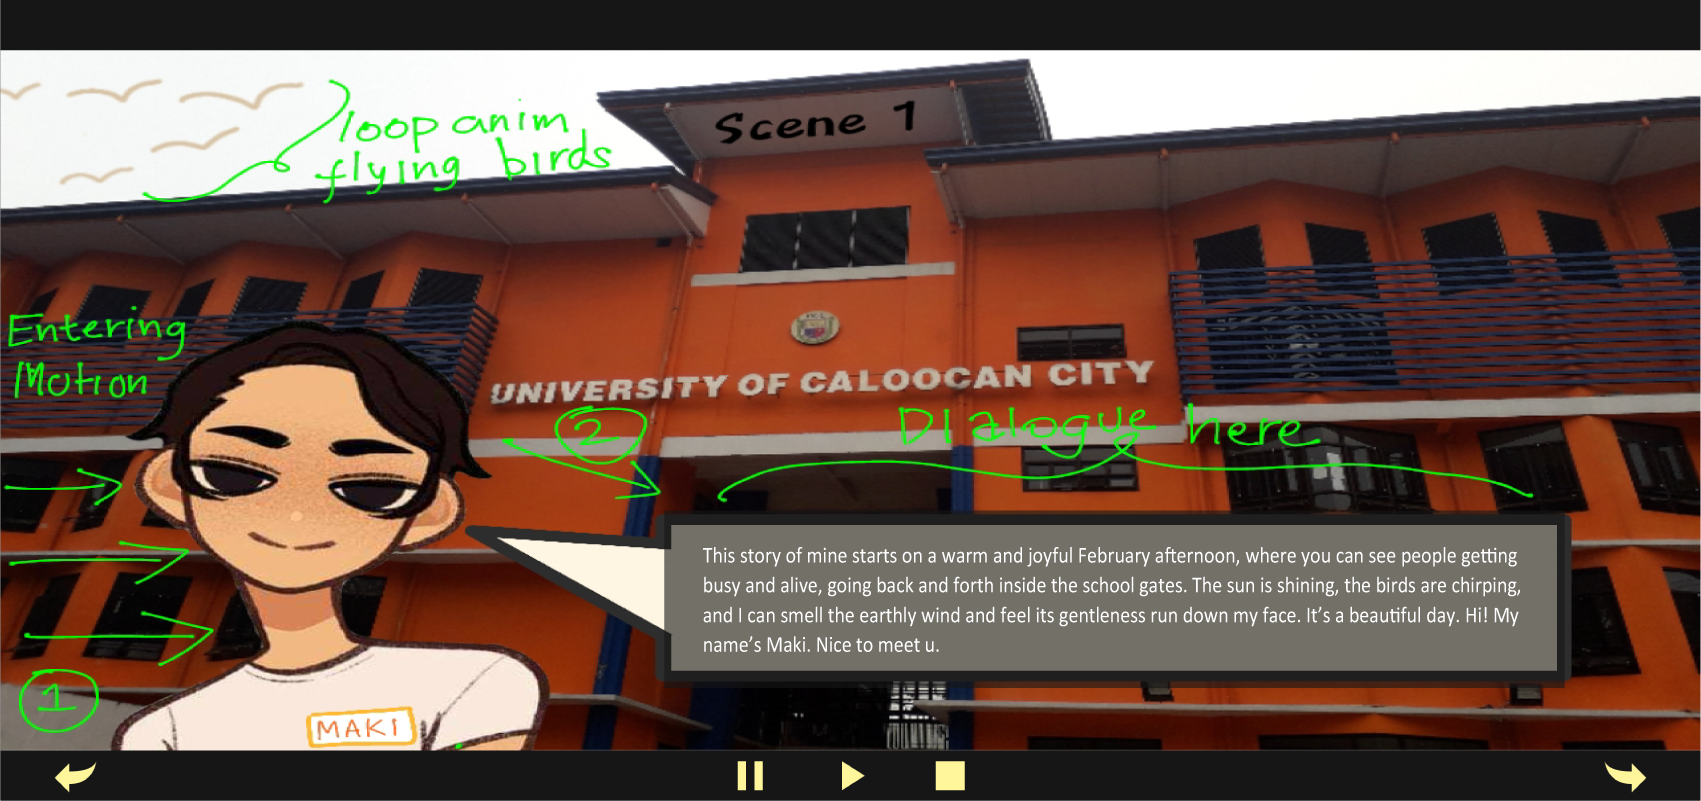 Scene 1
loop anim
flying birds
Entering
Motion
UNIVERSITY OF CALOOCAN CITY
2
Dialogue here
This story of mine starts on a warm and joyful February afternoon, where you can see people getting
busy and alive, going back and forth inside the school gates. The sun is shining, the birds are chirping,
and I can smell the earthly wind and feel its gentleness run down my face. It’s a beautiful day. Hi! My
name’s Maki. Nice to meet u.
1
MAKI